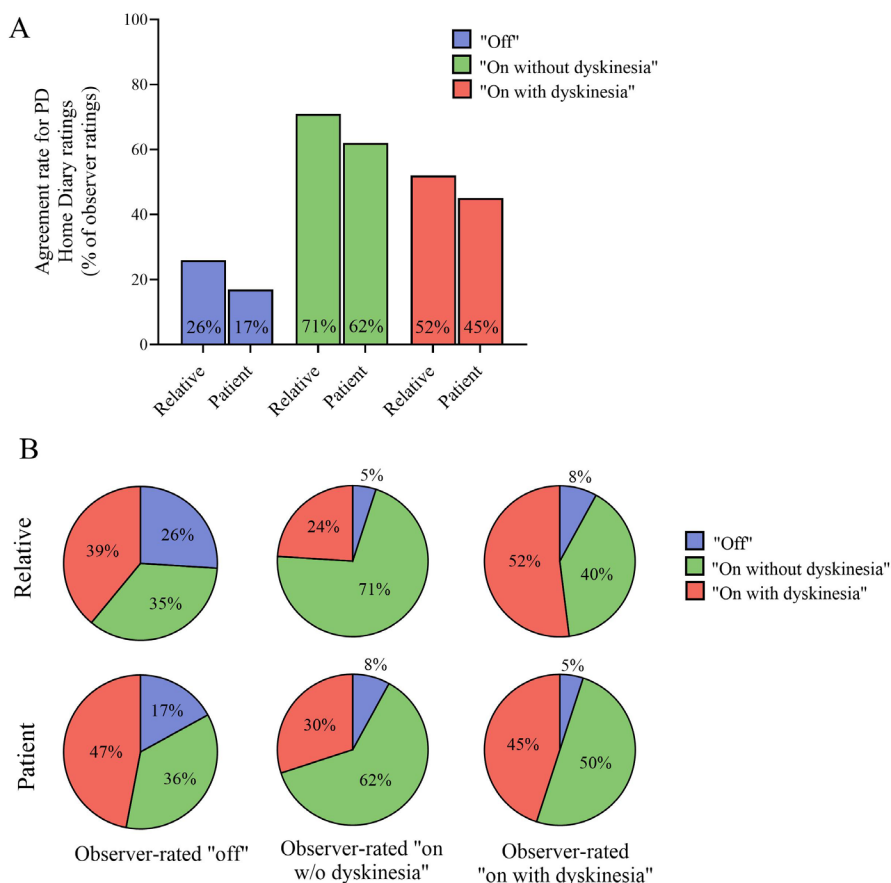 A
Agreement rate for PD
Home Diary ratings
(% of observer ratings)
100
80
60
40
20
0
"Off"
"On without dyskinesia"
"On with dyskinesia"
26%
17%
71%
62%
52%
45%
Relative
Patient
Relative
Patient
Relative
Patient
B
Relative
26%
35%
39%
5%
71%
24%
8%
40%
52%
"Off"
"On without dyskinesia"
"On with dyskinesia"
Patient
17%
36%
47%
8%
62%
30%
5%
50%
45%
Observer-rated "off"
Observer-rated "on
w/o dyskinesia"
Observer-rated
"on with dyskinesia"